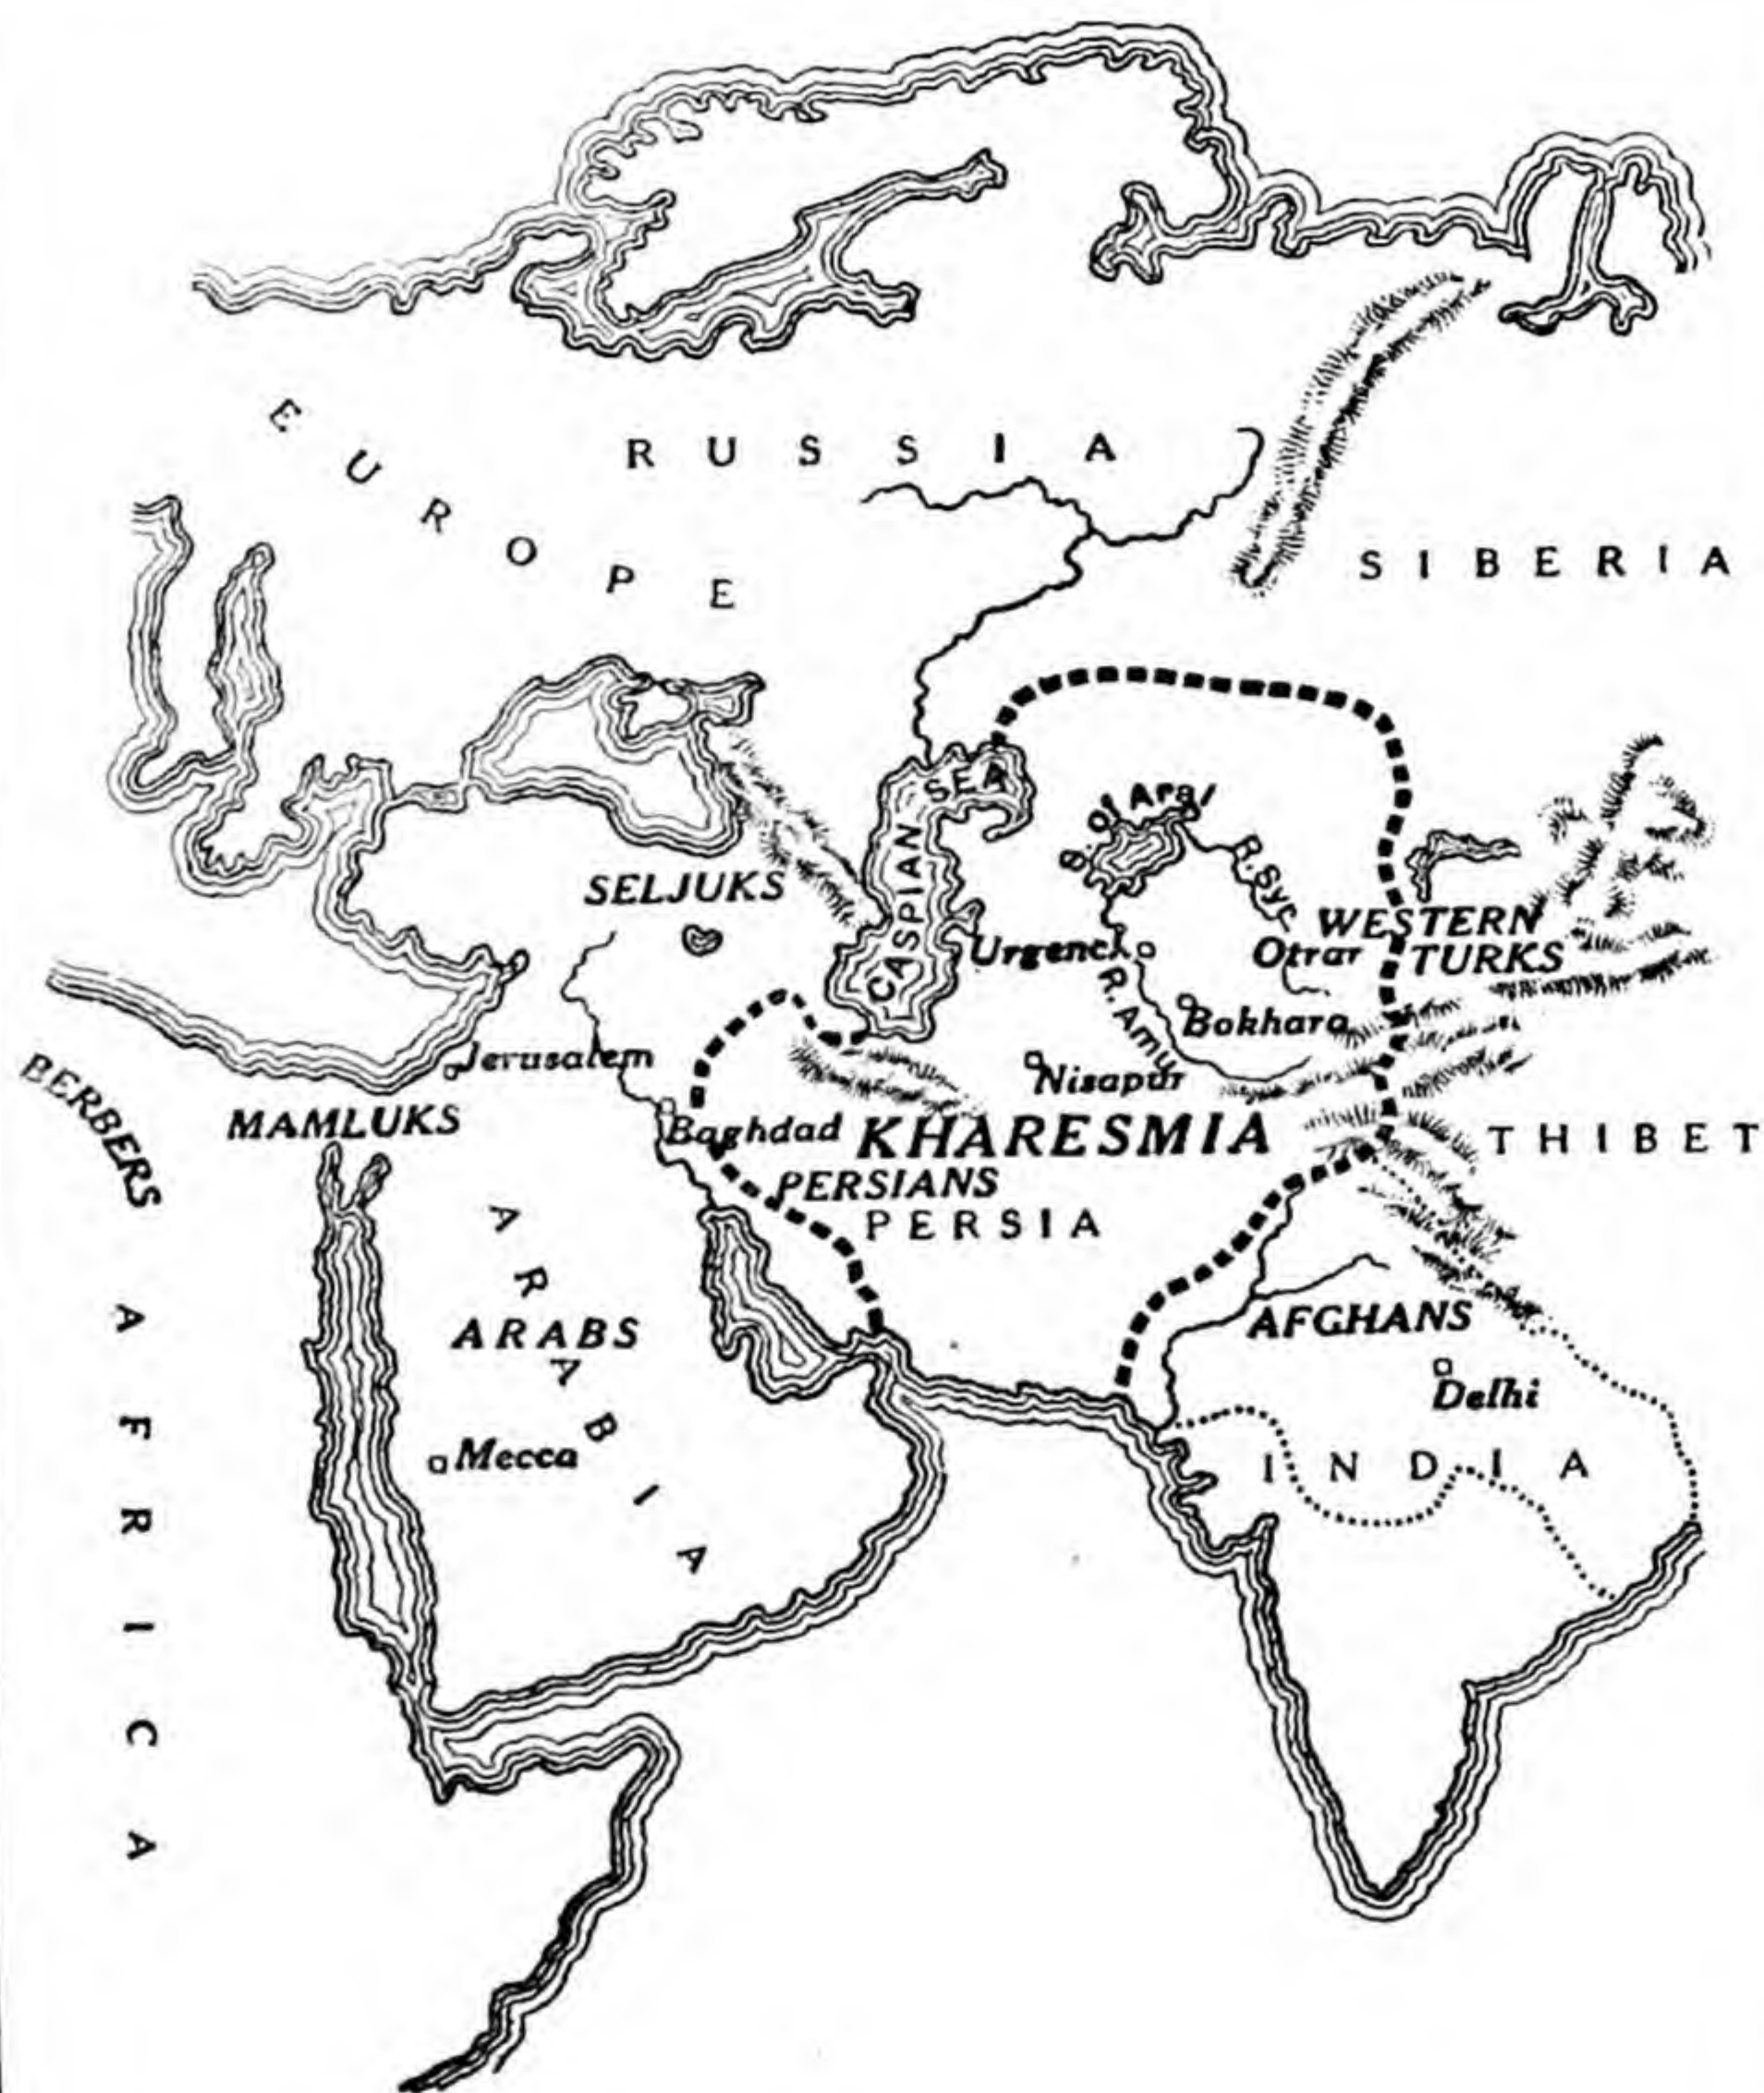 EUROPE
RUSSIA
SIBERIA
CASPIAN SEA
S. of Aral
R. Syr
SELJUKS
WESTERN
TURKS
Urgench
Otrar
R. Amu
Bokhara
Jerusalem
Nisapur
BERBERS
MAMLUKS
Baghdad
KHARESMIA
THIBET
PERSIANS
PERSIA
ARABIA
ARABS
AFGHANS
Delhi
AFRICA
Mecca
INDIA